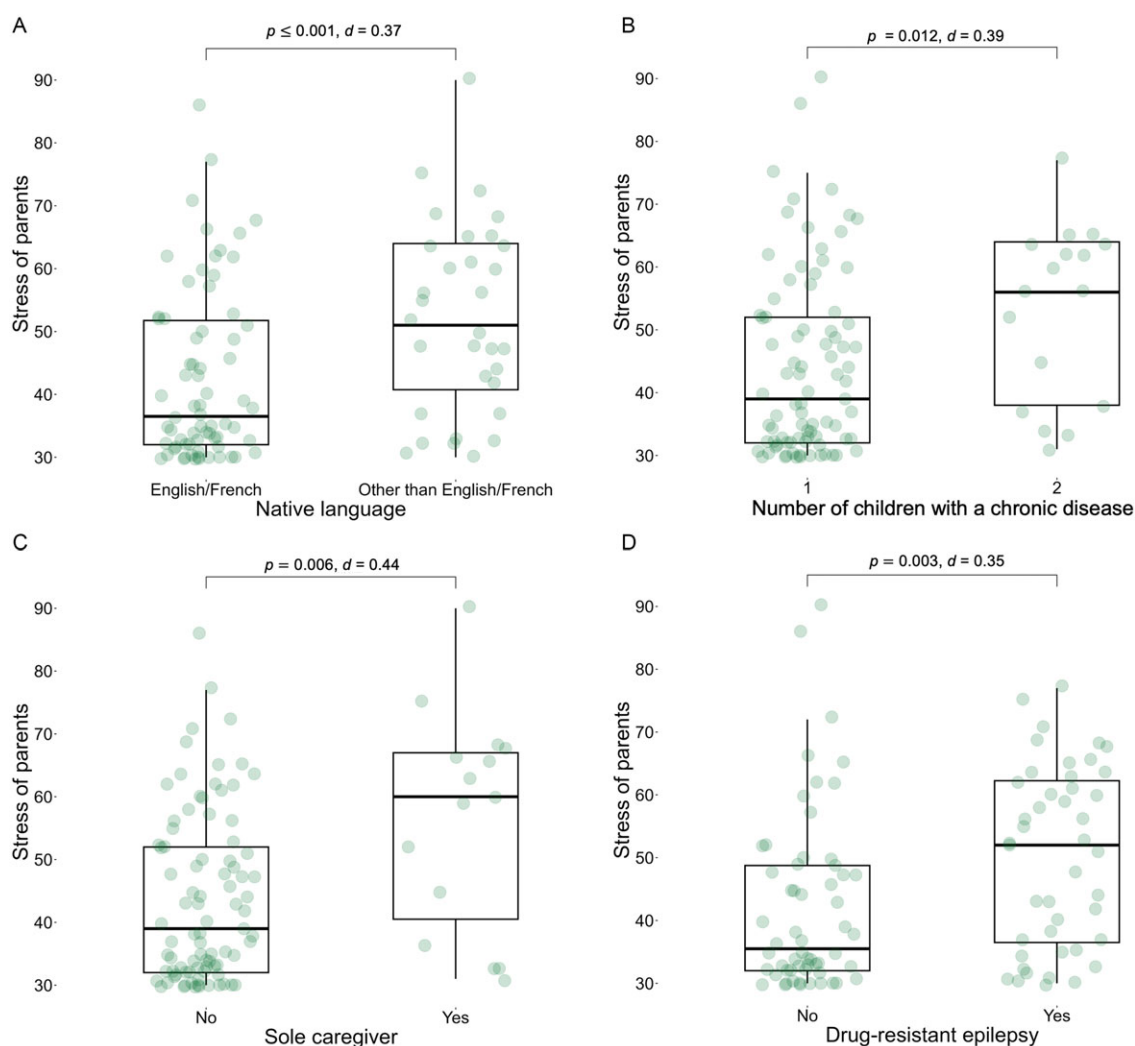 A
p ≤ 0.001, d = 0.37
90
80
70
60
50
40
30
Stress of parents
English/French
Other than English/French
Native language
B
p = 0.012, d = 0.39
90
80
70
60
50
40
30
Stress of parents
1
2
Number of children with a chronic disease
C
p = 0.006, d = 0.44
90
80
70
60
50
40
30
Stress of parents
No
Yes
Sole caregiver
D
p = 0.003, d = 0.35
90
80
70
60
50
40
30
Stress of parents
No
Yes
Drug-resistant epilepsy